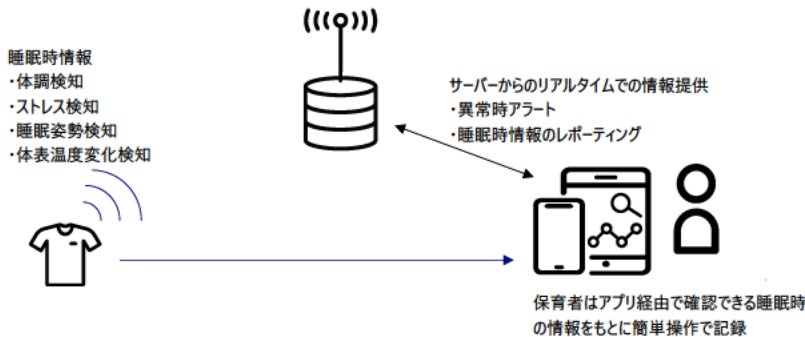 睡眠時情報
・体調検知
・ストレス検知
・睡眠姿勢検知
・体表温度変化検知
サーバーからのリアルタイムでの情報提供
・異常時アラート
・睡眠時情報のレポーティング
保育者はアプリ経由で確認できる睡眠時
の情報をもとに簡単操作で記録